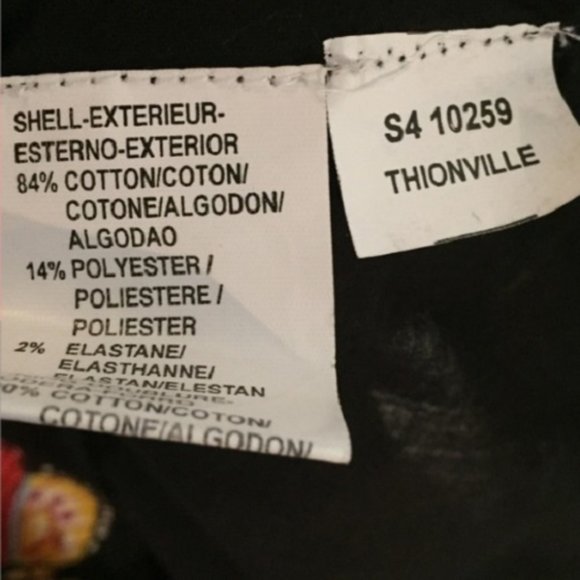 SHELL-EXTERIEUR-
ESTERNO-EXTERIOR
84% COTTON/COTON/
COTONE/ALGODON/
ALGODAO
14% POLYESTER/
POLIESTERE/
POLIESTER
2% ELASTANE/
ELASTHANNE/
ELASTAN/ELESTAN
COTTON/COTON/
COTONE/ALGODON/
S4 10259
THIONVILLE